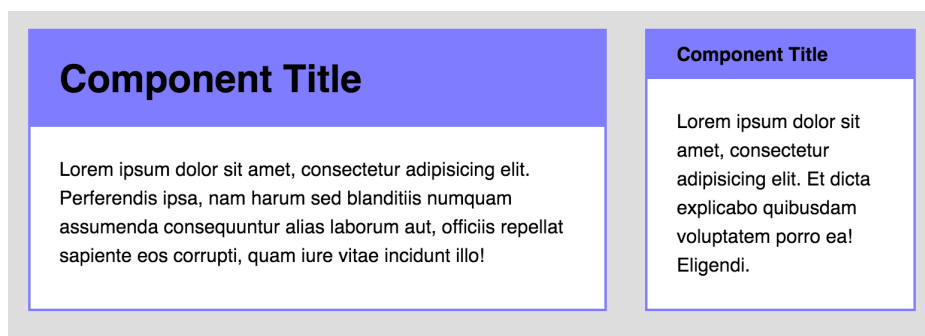 Component Title
Lorem ipsum dolor sit amet, consectetur adipisicing elit.
Perferendis ipsa, nam harum sed blanditiis numquam
assumenda consequuntur alias laborum aut, officiis repellat
sapiente eos corrupti, quam iure vitae incidunt illo!
Component Title
Lorem ipsum dolor sit
amet, consectetur
adipisicing elit. Et dicta
explicabo quibusdam
voluptatem porro ea!
Eligendi.